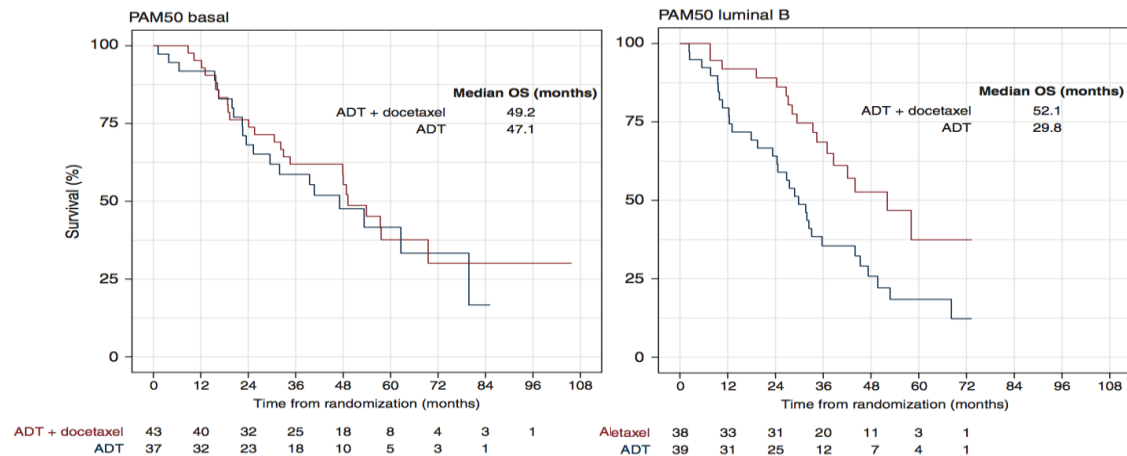 PAM50 basal
100
75
50
25
0
Survival (%)
Median OS (months)
ADT + docetaxel 49.2
ADT 47.1
0 12 24 36 48 60 72 84 96 108
Time from randomization (months)
ADT + docetaxel 43 40 32 25 18 8 4 3 1
ADT 37 32 23 18 10 5 3 1
PAM50 luminal B
100
75
50
25
0
Median OS (months)
ADT + docetaxel 52.1
ADT 29.8
0 12 24 36 48 60 72 84 96 108
Time from randomization (months)
Aletaxel 38 33 31 20 11 3 1
ADT 39 31 25 12 7 4 1